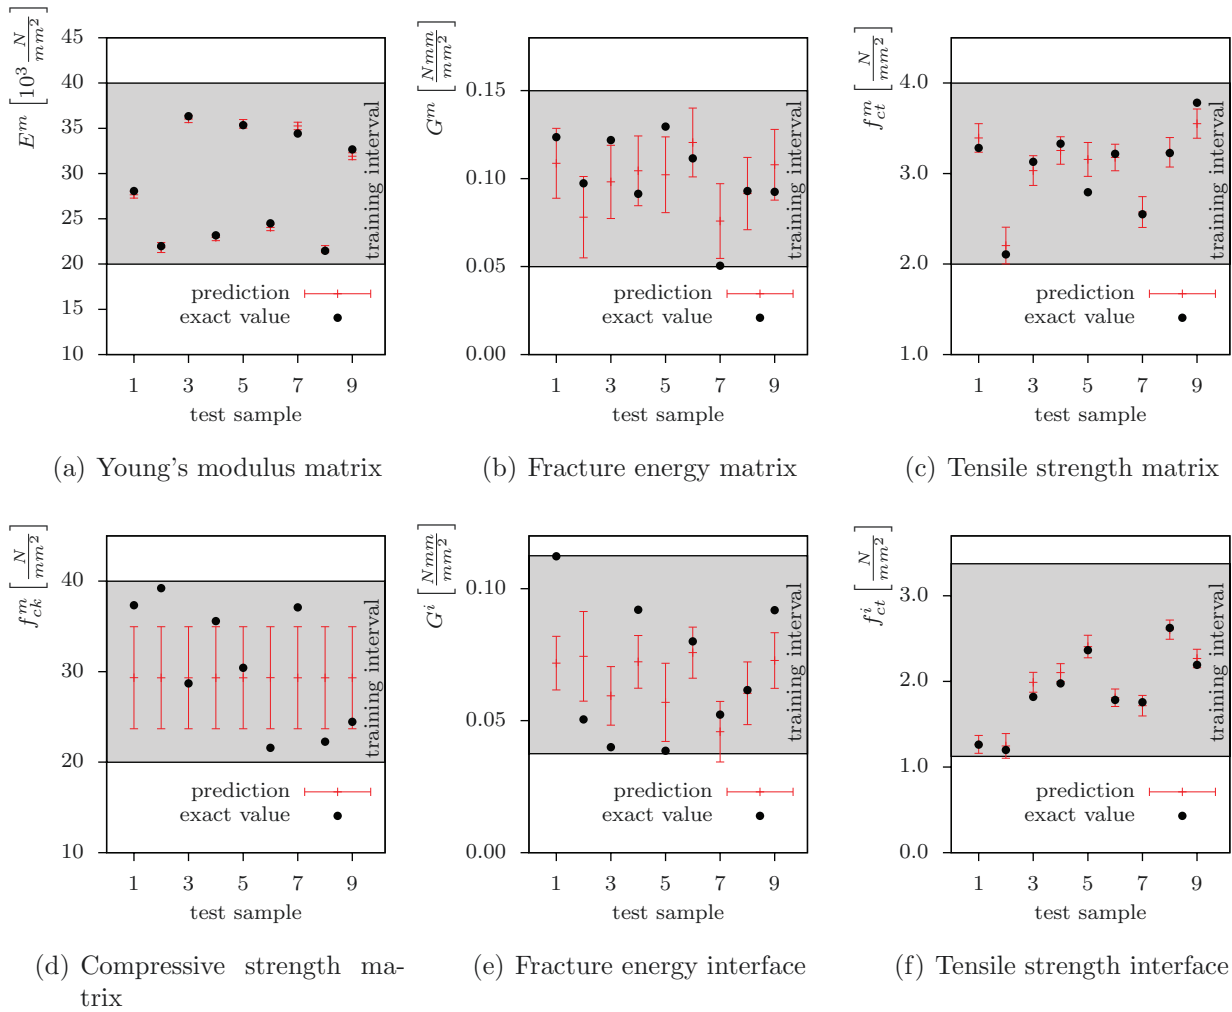 E^m [10^3 N/mm^2]
45
40
35
30
25
20
15
10
training interval
prediction
exact value
1 3 5 7 9
test sample
(a) Young's modulus matrix
G^m [Nmm/mm^2]
0.15
0.10
0.05
0.00
training interval
prediction
exact value
1 3 5 7 9
test sample
(b) Fracture energy matrix
f_ct^m [N/mm^2]
4.0
3.0
2.0
1.0
training interval
prediction
exact value
1 3 5 7 9
test sample
(c) Tensile strength matrix
f_ck^m [N/mm^2]
40
30
20
10
training interval
prediction
exact value
1 3 5 7 9
test sample
(d) Compressive strength ma-
trix
G^i [Nmm/mm^2]
0.10
0.05
0.00
training interval
prediction
exact value
1 3 5 7 9
test sample
(e) Fracture energy interface
f_ct^i [N/mm^2]
3.0
2.0
1.0
0.0
training interval
prediction
exact value
1 3 5 7 9
test sample
(f) Tensile strength interface